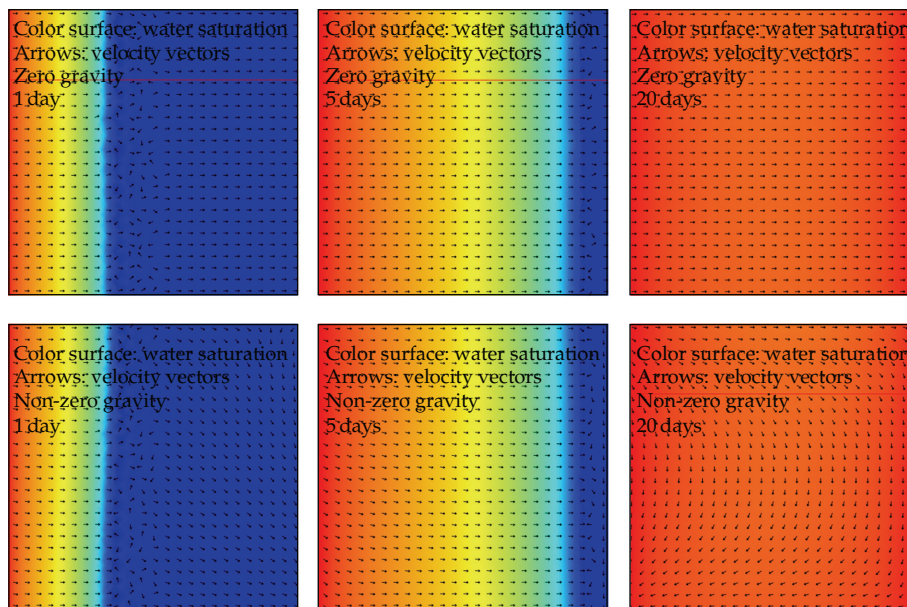 Color surface: water saturation
Arrows: velocity vectors
Zero gravity
1 day
Color surface: water saturation
Arrows: velocity vectors
Zero gravity
5 days
Color surface: water saturation
Arrows: velocity vectors
Zero gravity
20 days
Color surface: water saturation
Arrows: velocity vectors
Non-zero gravity
1 day
Color surface: water saturation
Arrows: velocity vectors
Non-zero gravity
5 days
Color surface: water saturation
Arrows: velocity vectors
Non-zero gravity
20 days